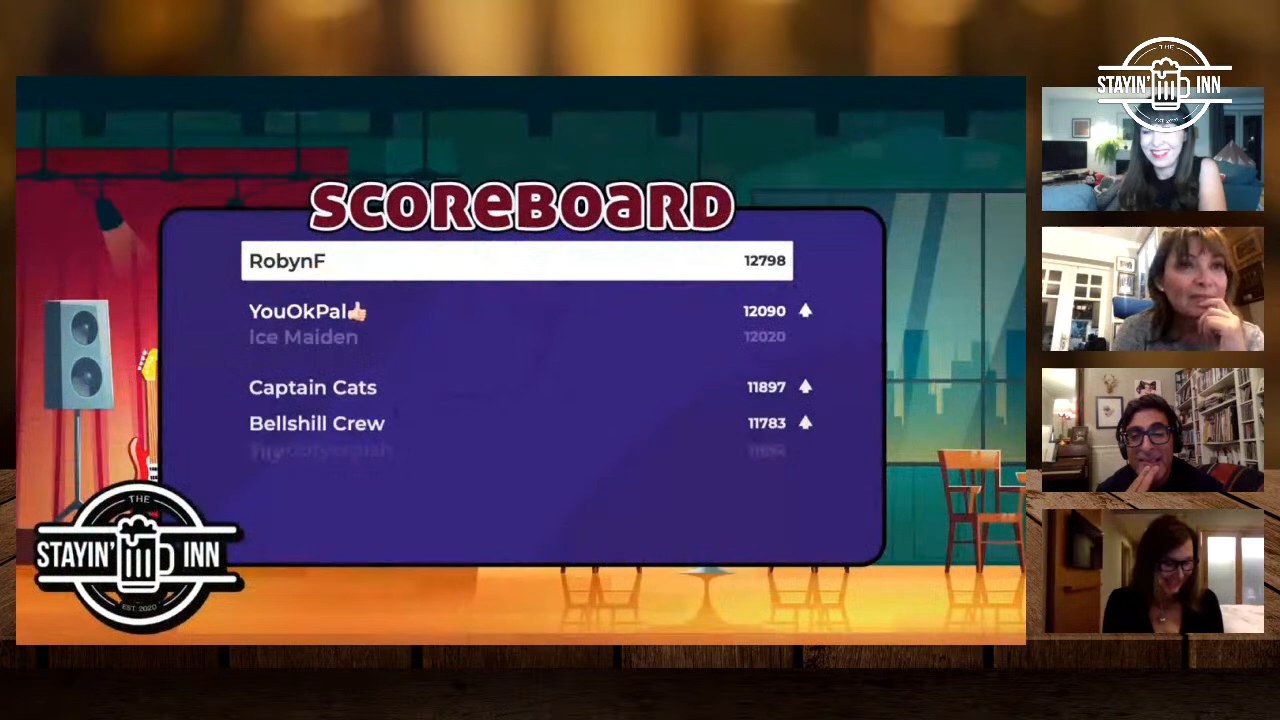 THE
STAYIN' INN
SCOREBOARD
RobynF 12798
YouOkPal👍🏻 12090
Ice Maiden 12020
Captain Cats 11897
Bellshill Crew 11783
THE
STAYIN' INN
EST. 2020